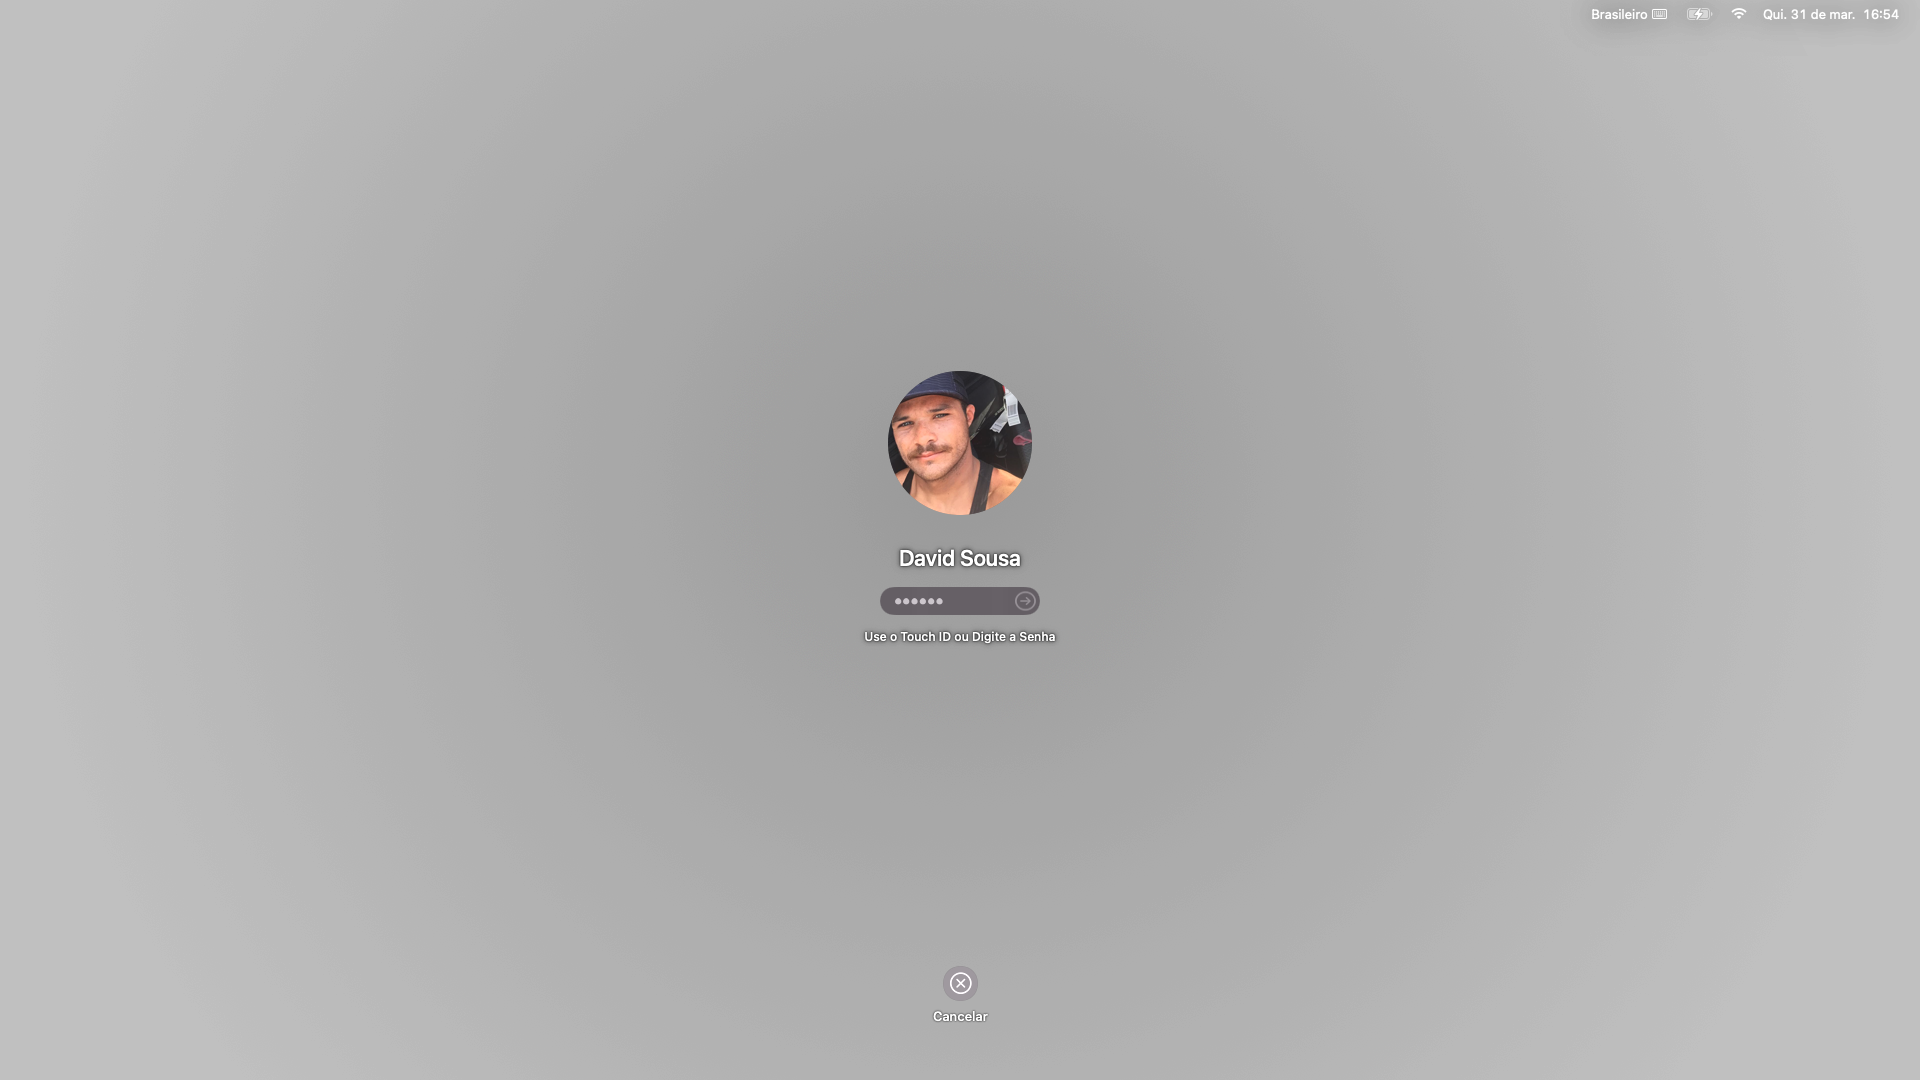 Brasileiro
Qui. 31 de mar. 16:54
David Sousa
Use o Touch ID ou Digite a Senha
Cancelar